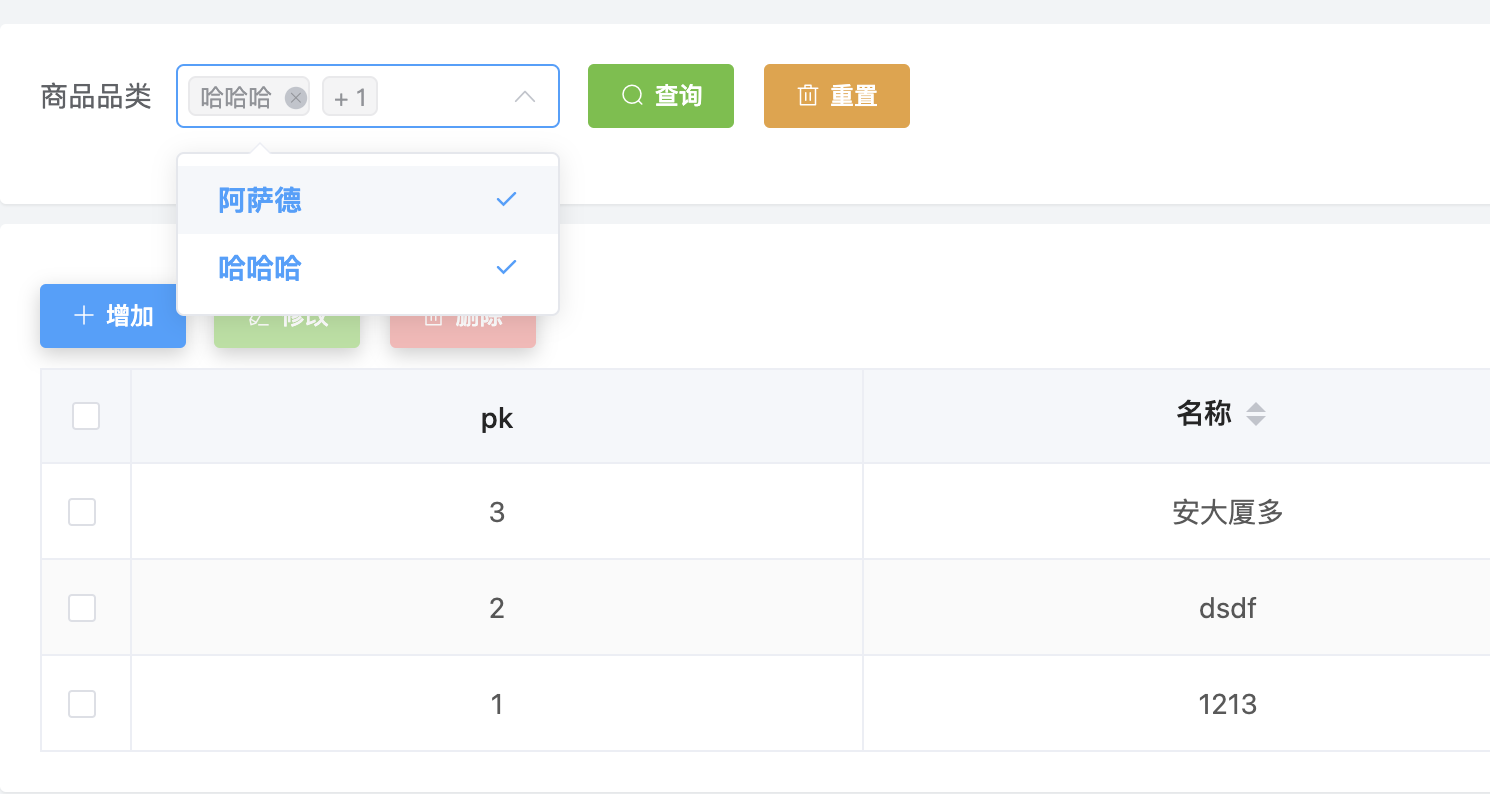 商品品类 哈哈哈 + 1 查询 重置
阿萨德
哈哈哈
增加 修改 删除
pk 名称
3 安大厦多
2 dsdf
1 1213